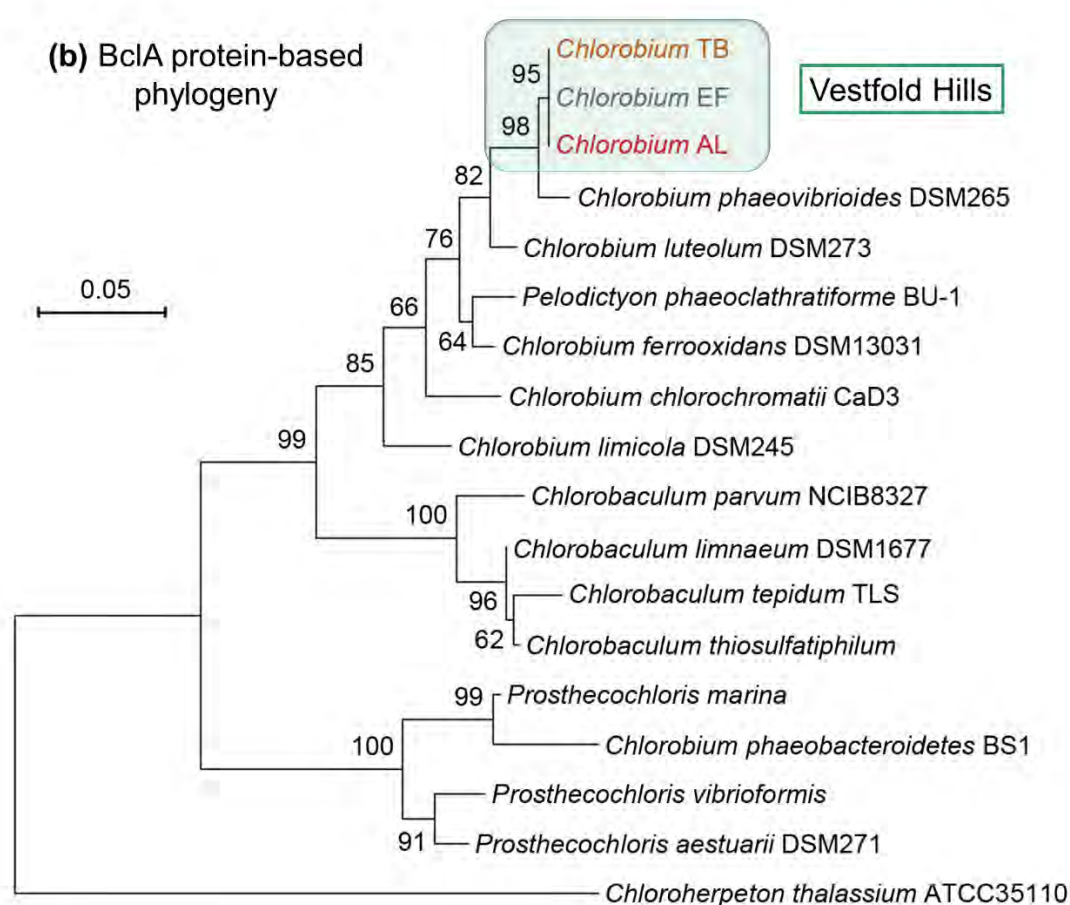 (b) BclA protein-based
phylogeny
Chlorobium TB
95
Chlorobium EF
Vestfold Hills
98
Chlorobium AL
82
Chlorobium phaeovibrioides DSM265
76
Chlorobium luteolum DSM273
0.05
Pelodictyon phaeoclathratiforme BU-1
66
64
Chlorobium ferrooxidans DSM13031
85
Chlorobium chlorochromatii CaD3
99
Chlorobium limicola DSM245
Chlorobaculum parvum NCIB8327
100
Chlorobaculum limnaeum DSM1677
96
Chlorobaculum tepidum TLS
62
Chlorobaculum thiosulfatiphilum
99
Prosthecochloris marina
100
Chlorobium phaeobacteroidetes BS1
Prosthecochloris vibrioformis
91
Prosthecochloris aestuarii DSM271
Chloroherpeton thalassium ATCC35110